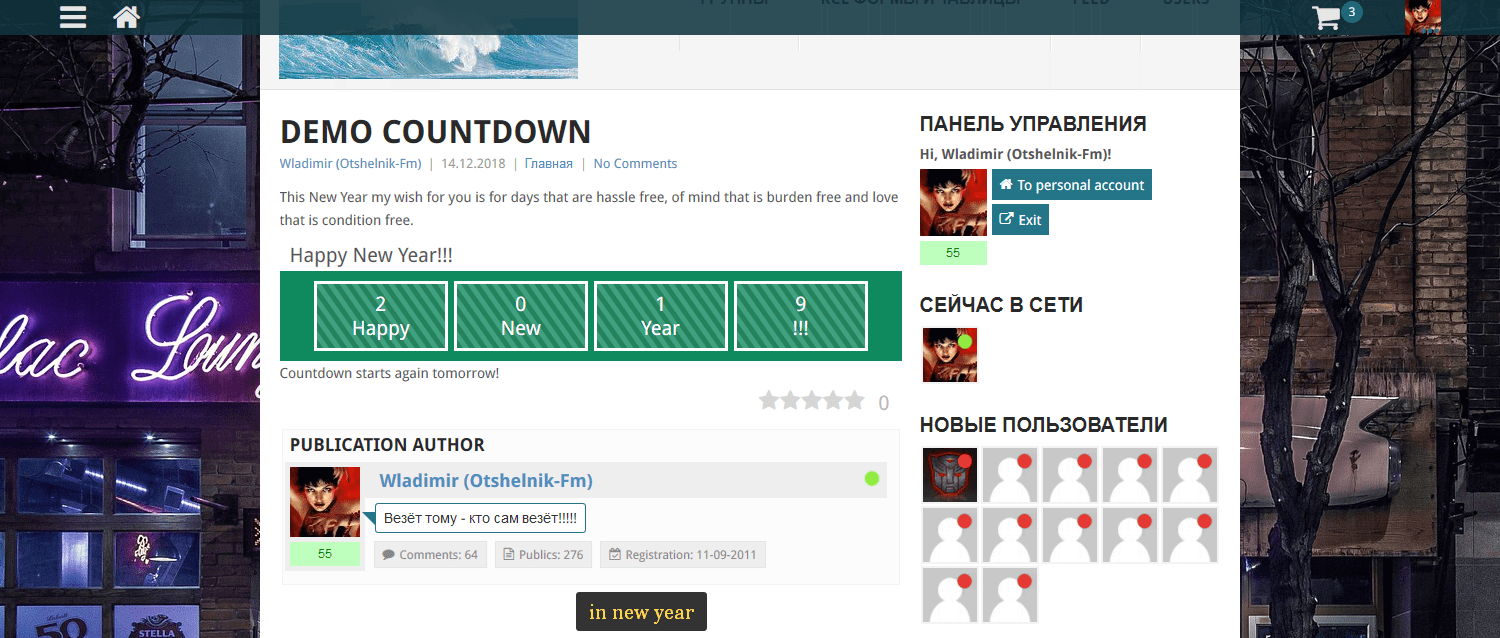 3
DEMO COUNTDOWN
Wladimir (Otshelnik-Fm) | 14.12.2018 | Главная | No Comments
This New Year my wish for you is for days that are hassle free, of mind that is burden free and love
that is condition free.
Happy New Year!!!
2 0 1 9
Happy New Year !!!
Countdown starts again tomorrow!
0
PUBLICATION AUTHOR
Wladimir (Otshelnik-Fm)
Везёт тому - кто сам везёт!!!!!
55
Comments: 64 Publics: 276 Registration: 11-09-2011
in new year
ПАНЕЛЬ УПРАВЛЕНИЯ
Hi, Wladimir (Otshelnik-Fm)!
To personal account
Exit
55
СЕЙЧАС В СЕТИ
НОВЫЕ ПОЛЬЗОВАТЕЛИ
lac Loun
50
STELLA